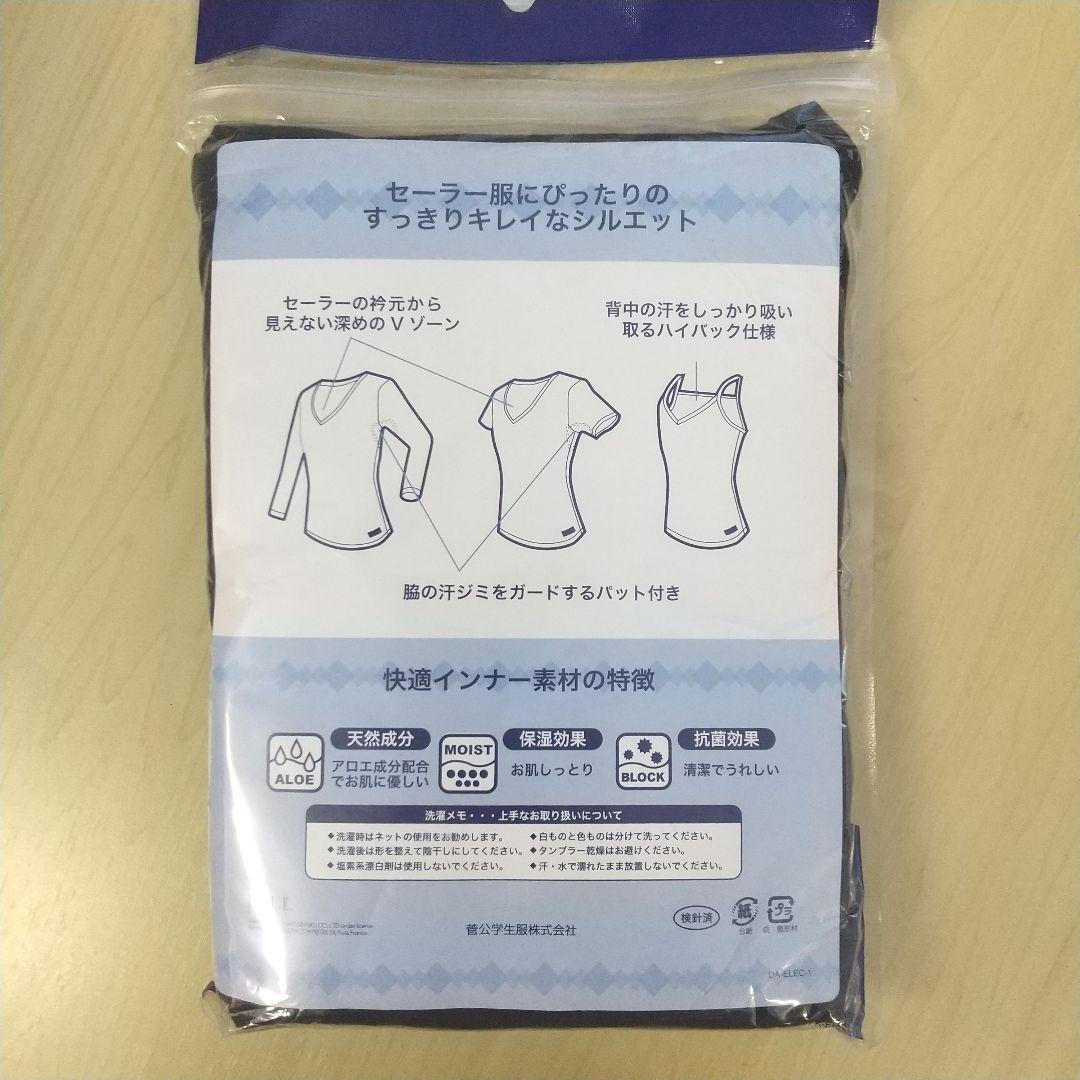 セーラー服にぴったりの
すっきりキレイなシルエット
セーラーの衿元から
見えない深めの V ゾーン
背中の汗をしっかり吸い
取るハイバック仕様
脇の汗ジミをガードするパット付き
快適インナー素材の特徴
ALOE
天然成分
アロエ成分配合
でお肌に優しい
MOIST
保湿効果
お肌しっとり
BLOCK
抗菌効果
清潔でうれしい
洗濯メモ・・・上手なお取り扱いについて
◆洗濯時はネットの使用をお勧めします。
◆洗濯後は形を整えて陰干しにしてください。
◆塩素系漂白剤は使用しないでください。
◆白ものと色ものは分けて洗ってください。
◆タンブラー乾燥はお避けください。
◆汗・水で濡れたまま放置しないでください。
菅公学生服株式会社
検針済
紙
台紙
プラ
袋・個形材
DA-ELEC-1